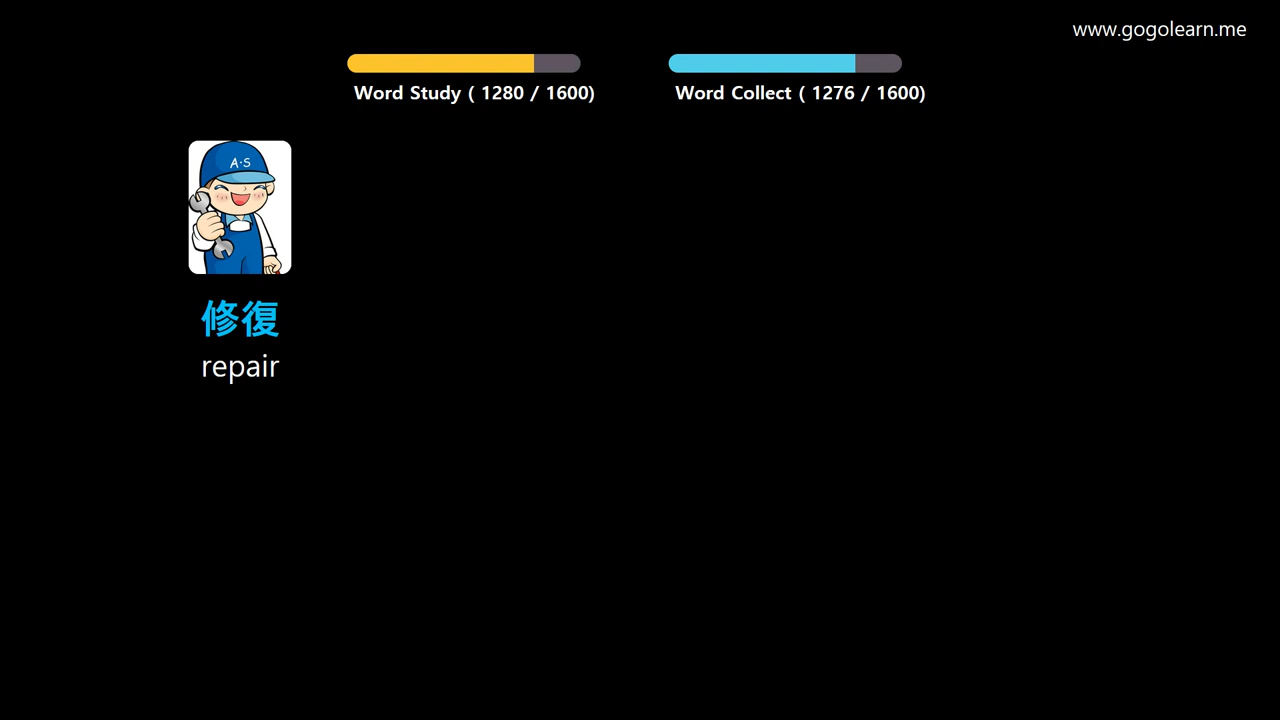 www.gogolearn.me
Word Study ( 1280 / 1600)
Word Collect ( 1276 / 1600)
A·S
修復
repair